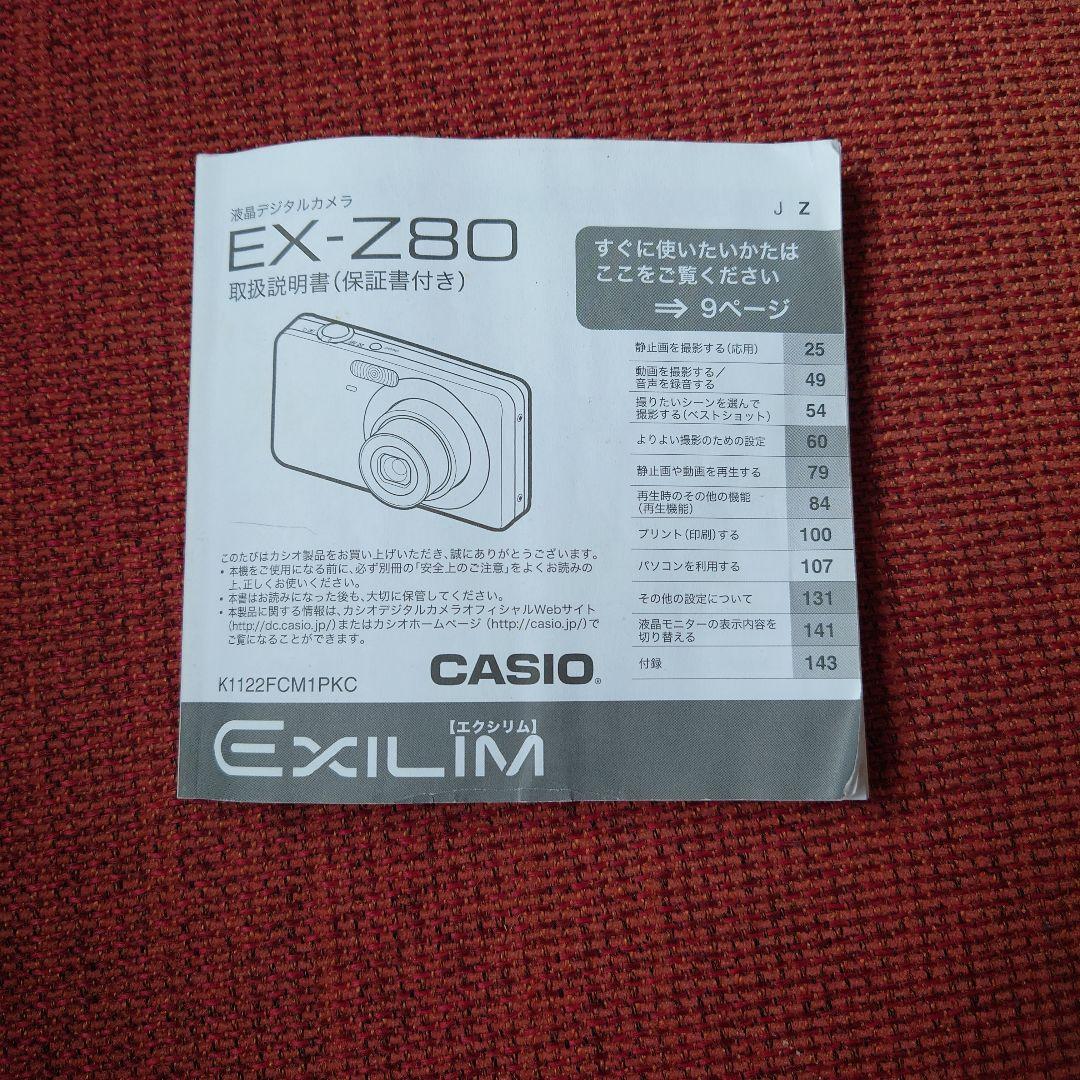 液晶デジタルカメラ
EX-Z80
取扱説明書(保証書付き)
J Z
すぐに使いたいかたは
ここをご覧ください
⇒ 9ページ
静止画を撮影する(応用) 25
動画を撮影する/
音声を録音する 49
撮りたいシーンを選んで
撮影する(ベストショット) 54
よりよい撮影のための設定 60
静止画や動画を再生する 79
再生時のその他の機能
(再生機能) 84
プリント(印刷)する 100
パソコンを利用する 107
その他の設定について 131
液晶モニターの表示内容を
切り替える 141
付録 143
このたびはカシオ製品をお買い上げいただき、誠にありがとうございます。
• 本機をご使用になる前に、必ず別冊の「安全上のご注意」をよくお読みの
上、正しくお使いください。
• 本書はお読みになった後も、大切に保管してください。
• 本製品に関する情報は、カシオデジタルカメラオフィシャルWebサイト
(http://dc.casio.jp/)またはカシオホームページ (http://casio.jp/)で
ご覧になることができます。
K1122FCM1PKC
CASIO®
【エクシリム】
EXILIM